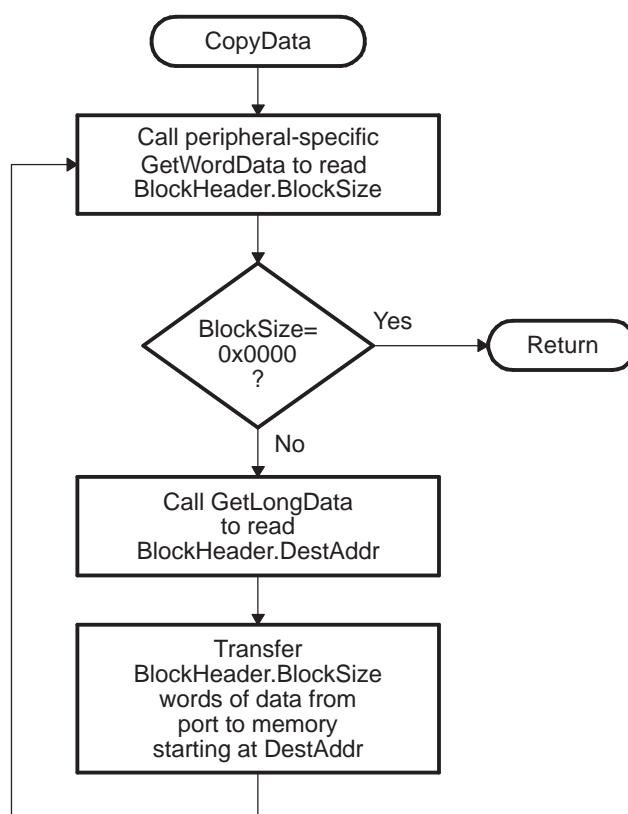 CopyData
Call peripheral-specific
GetWordData to read
BlockHeader.BlockSize
BlockSize=
0x0000
?
Yes
Return
No
Call GetLongData
to read
BlockHeader.DestAddr
Transfer
BlockHeader.BlockSize
words of data from
port to memory
starting at DestAddr